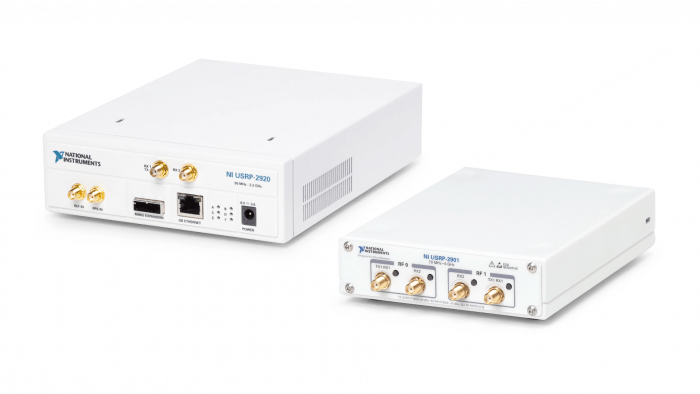 NATIONAL
INSTRUMENTS
NI USRP-2920
50 MHz - 2.2 GHz
RX 1
TX 1
RX 2
REF IN
PPS IN
MIMO EXPANSION
GB ETHERNET
POWER
NATIONAL
INSTRUMENTS
NI USRP-2901
70 MHz - 6 GHz
RF 0
RF 1
TX1 RX1
RX2
RX2
TX1 RX1
ESD
SENSITIVE